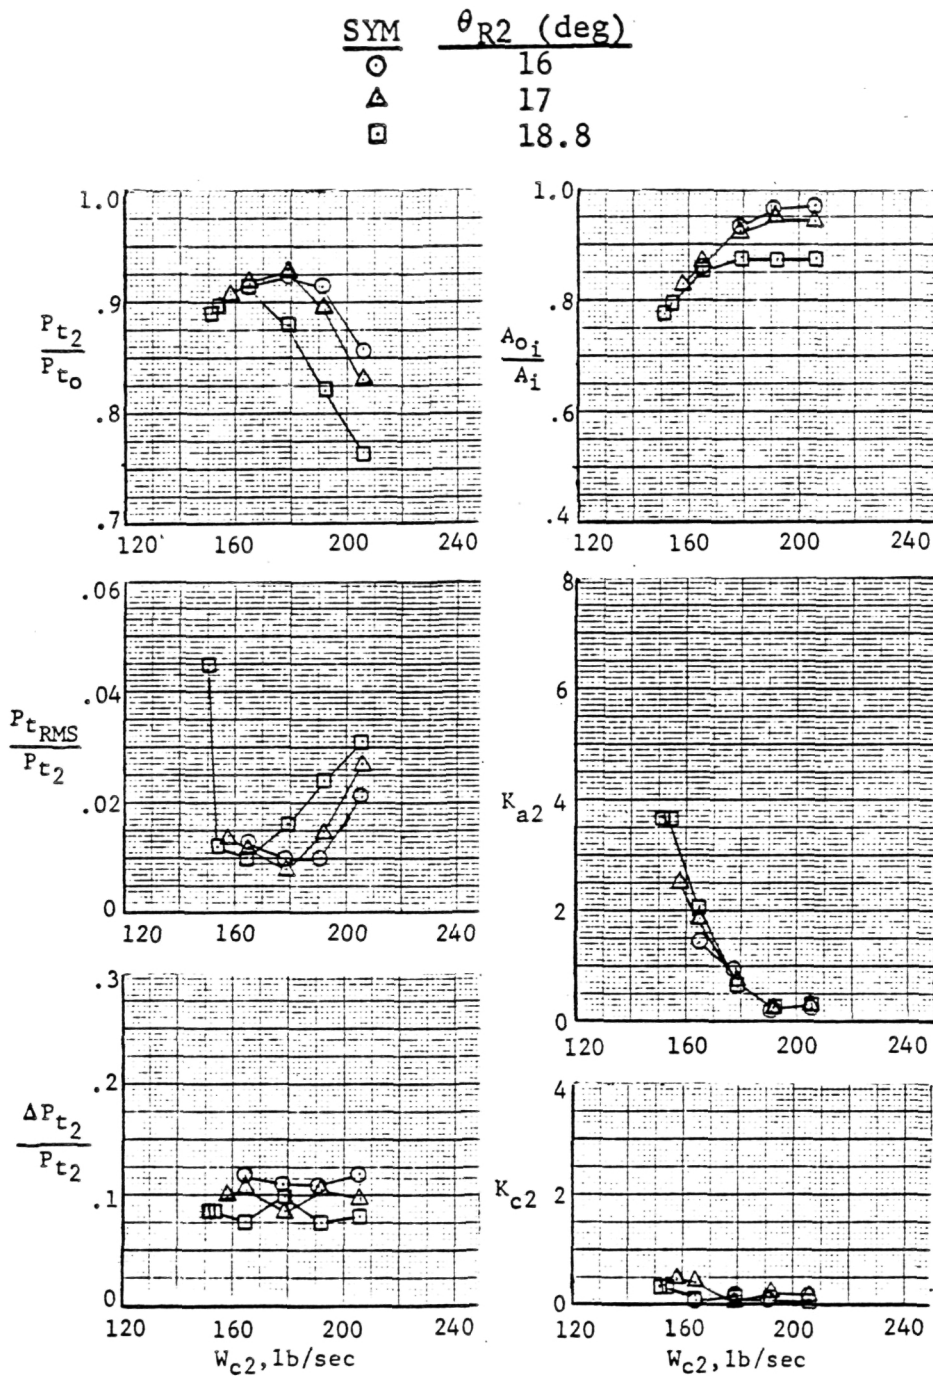 SYM θR2 (deg)
16
17
18.8
1.0
.9
.8
.7
Pt2
Pto
120 160 200 240
1.0
.8
.6
.4
Aoi
Ai
120 160 200 240
.06
.04
.02
0
PtRMS
Pt2
120 160 200 240
8
6
4
2
0
Ka2
120 160 200 240
.3
.2
.1
0
ΔPt2
Pt2
120 160 200 240
Wc2, lb/sec
4
2
0
Kc2
120 160 200 240
Wc2, lb/sec